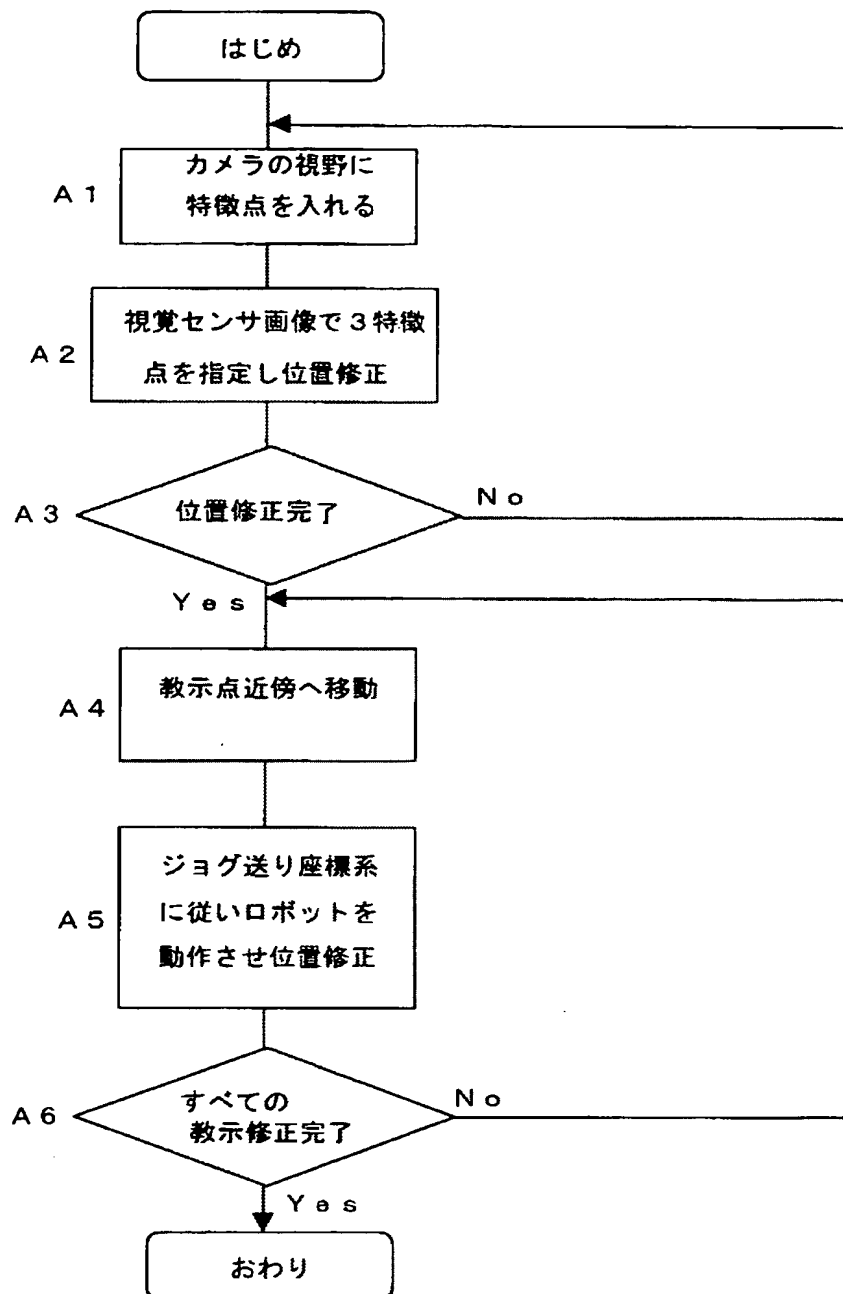 はじめ
A1
カメラの視野に
特徴点を入れる
A2
視覚センサ画像で3特徴
点を指定し位置修正
A3
位置修正完了
No
Yes
A4
教示点近傍へ移動
A5
ジョグ送り座標系
に従いロボットを
動作させ位置修正
A6
すべての
教示修正完了
No
Yes
おわり